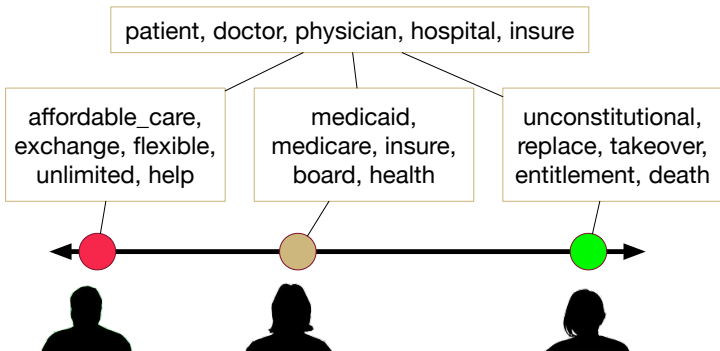 patient, doctor, physician, hospital, insure
affordable_care,
exchange, flexible,
unlimited, help
medicaid,
medicare, insure,
board, health
unconstitutional,
replace, takeover,
entitlement, death